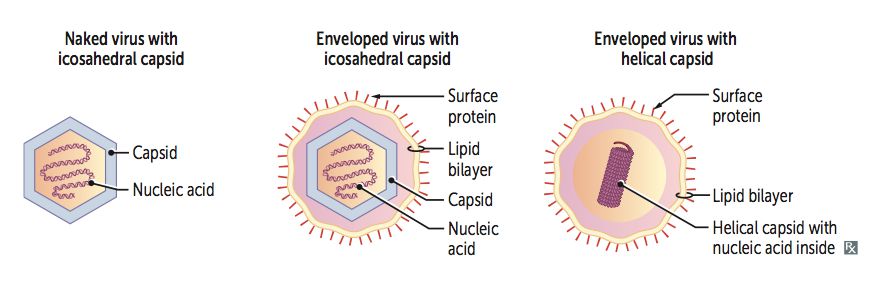 Naked virus with
icosahedral capsid
Capsid
Nucleic acid
Enveloped virus with
icosahedral capsid
Surface
protein
Lipid
bilayer
Capsid
Nucleic
acid
Enveloped virus with
helical capsid
Surface
protein
Lipid bilayer
Helical capsid with
nucleic acid inside ℞